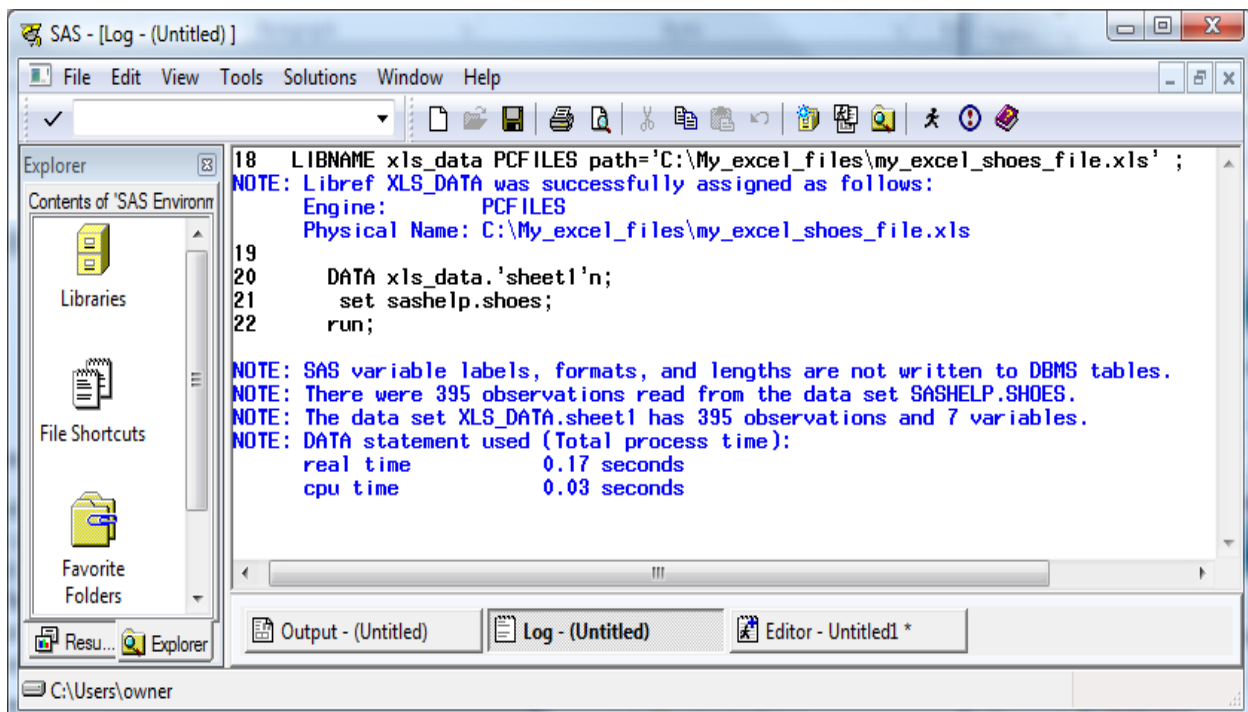 SAS - [Log - (Untitled) ]
File Edit View Tools Solutions Window Help
Explorer
Contents of 'SAS Environm
Libraries
File Shortcuts
Favorite
Folders
Resu... Explorer
18 LIBNAME xls_data PCFILES path='C:\My_excel_files\my_excel_shoes_file.xls' ;
NOTE: Libref XLS_DATA was successfully assigned as follows:
Engine: PCFILES
Physical Name: C:\My_excel_files\my_excel_shoes_file.xls
19
20 DATA xls_data.'sheet1'n;
21 set sashelp.shoes;
22 run;
NOTE: SAS variable labels, formats, and lengths are not written to DBMS tables.
NOTE: There were 395 observations read from the data set SASHELP.SHOES.
NOTE: The data set XLS_DATA.sheet1 has 395 observations and 7 variables.
NOTE: DATA statement used (Total process time):
real time 0.17 seconds
cpu time 0.03 seconds
Output - (Untitled) Log - (Untitled) Editor - Untitled1 *
C:\Users\owner